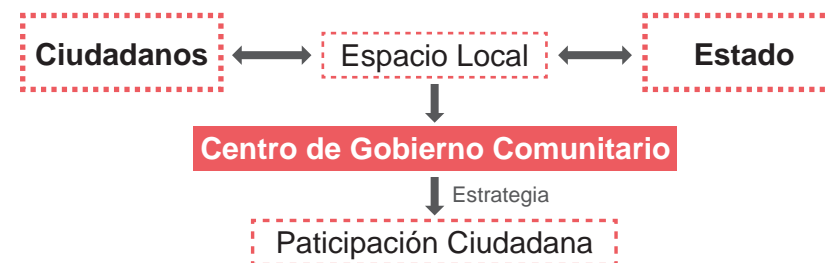 Ciudadanos
Espacio Local
Estado
Centro de Gobierno Comunitario
Estrategia
Paticipación Ciudadana